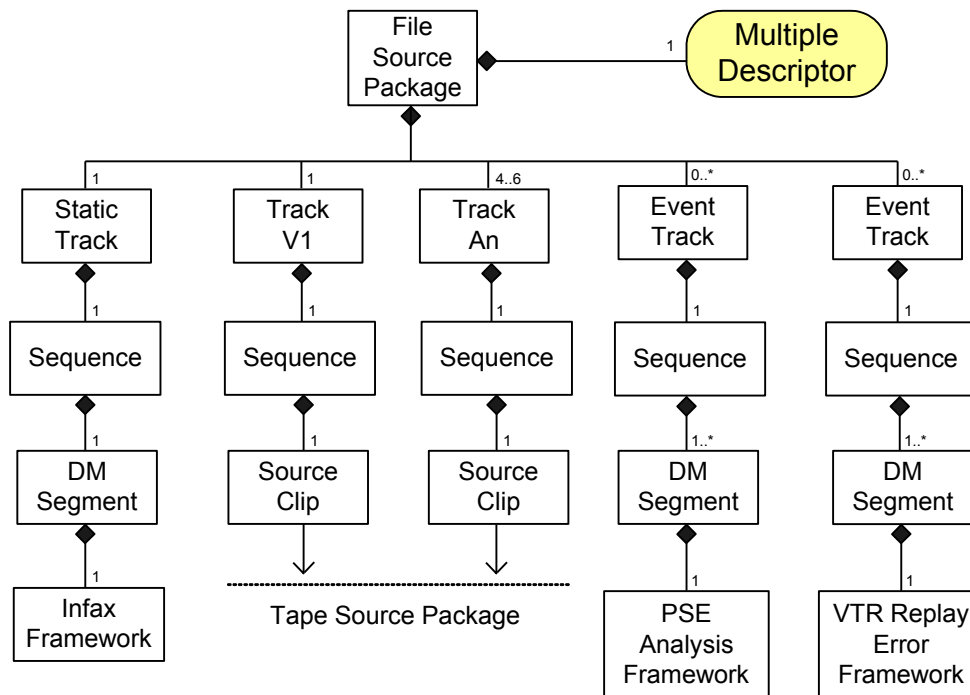 File
Source
Package
1
Multiple
Descriptor
1
1
4..6
0..*
0..*
Static
Track
Track
V1
Track
An
Event
Track
Event
Track
1
1
1
1
1
Sequence
Sequence
Sequence
Sequence
Sequence
1
1
1
1..*
1..*
DM
Segment
Source
Clip
Source
Clip
DM
Segment
DM
Segment
1
1
1
Infax
Framework
Tape Source Package
PSE
Analysis
Framework
VTR Replay
Error
Framework